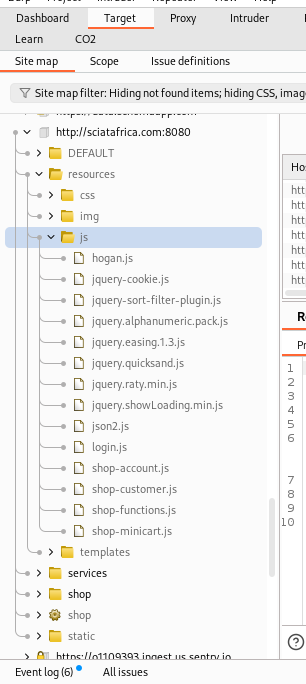 Dashboard Target Proxy Intruder
Learn CO2
Site map Scope Issue definitions
Site map filter: Hiding not found items; hiding CSS, imag
http://sciatafrica.com:8080
DEFAULT
resources
css
img
js
hogan.js
jquery-cookie.js
jquery-sort-filter-plugin.js
jquery.alphanumeric.pack.js
jquery.easing.1.3.js
jquery.quicksand.js
jquery.raty.min.js
jquery.showLoading.min.js
json2.js
login.js
shop-account.js
shop-customer.js
shop-functions.js
shop-minicart.js
templates
services
shop
shop
static
https://o1109393.ingest.us.sentry.io
Event log (6) All issues
Hos
htt
htt
htt
htt
htt
htt
htt
R
Pr
1
2
3
4
5
6
7
8
9
10